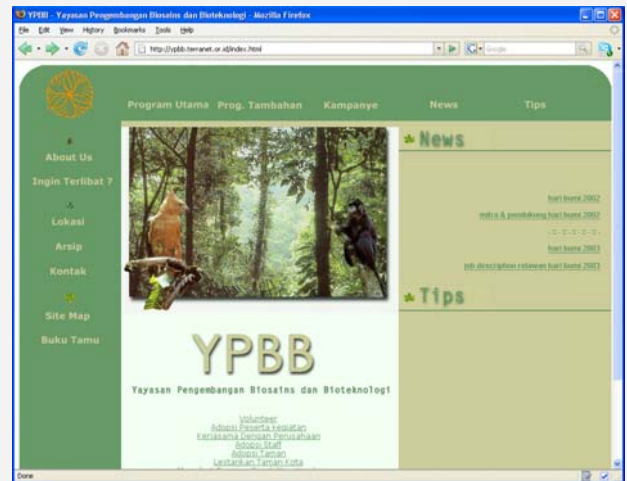 YPBB - Yayasan Pengembangan Biosains dan Bioteknologi - Mozilla Firefox
File Edit View History Bookmarks Tools Help
http://ypbb.terranet.or.id/index.html
Google
Program Utama Prog. Tambahan Kampanye News Tips
About Us
Ingin Terlibat ?
Lokasi
Arsip
Kontak
Site Map
Buku Tamu
News
hari bumi 2002
mitra & pendukung hari bumi 2002
hari bumi 2003
job description relawan hari bumi 2003
Tips
YPBB
Yayasan Pengembangan Biosains dan Bioteknologi
Volunteer
Adopsi Peserta Kegiatan
Kerjasama Dengan Perusahaan
Adopsi Staff
Adopsi Taman
Lestarikan Taman Kota
Done